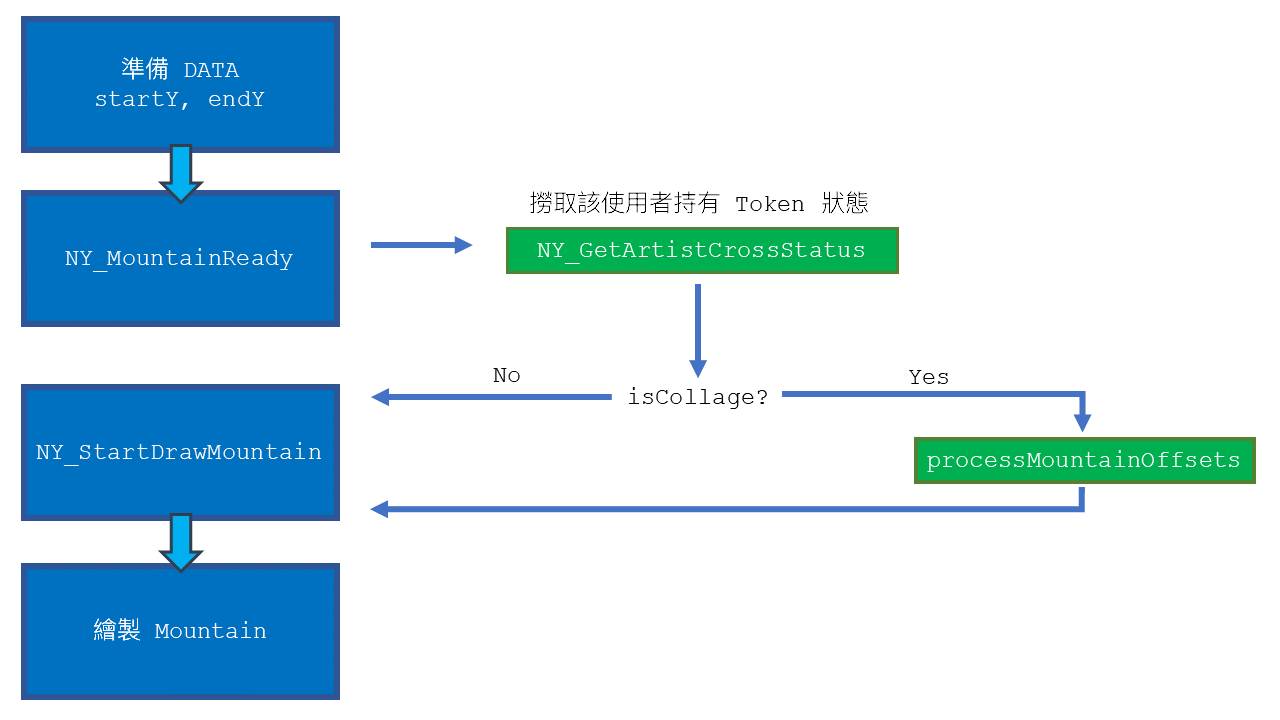 準備 DATA
startY, endY
NY_MountainReady
撈取該使用者持有 Token 狀態
NY_GetArtistCrossStatus
No
isCollage?
Yes
NY_StartDrawMountain
processMountainOffsets
繪製 Mountain